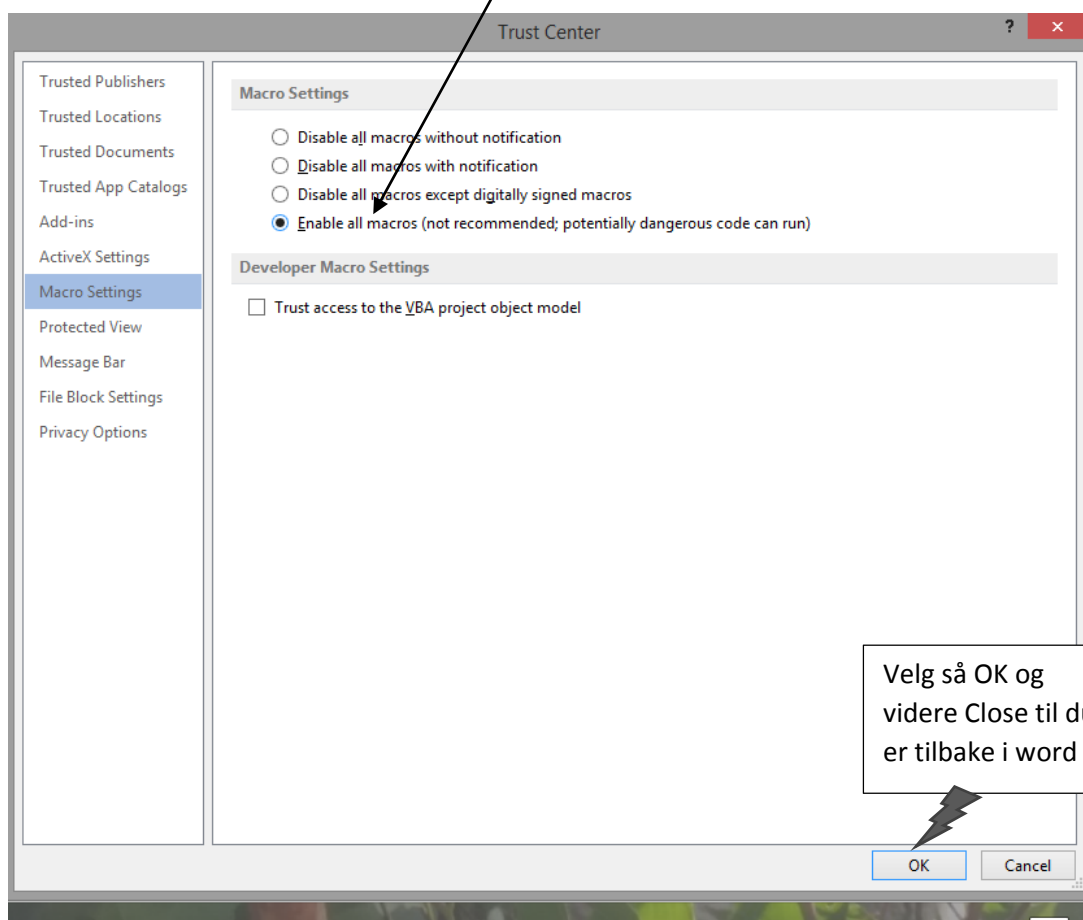 Trust Center
?
Trusted Publishers
Trusted Locations
Trusted Documents
Trusted App Catalogs
Add-ins
ActiveX Settings
Macro Settings
Protected View
Message Bar
File Block Settings
Privacy Options
Macro Settings
Disable all macros without notification
Disable all macros with notification
Disable all macros except digitally signed macros
Enable all macros (not recommended; potentially dangerous code can run)
Developer Macro Settings
Trust access to the VBA project object model
Velg så OK og
videre Close til du
er tilbake i word
OK
Cancel